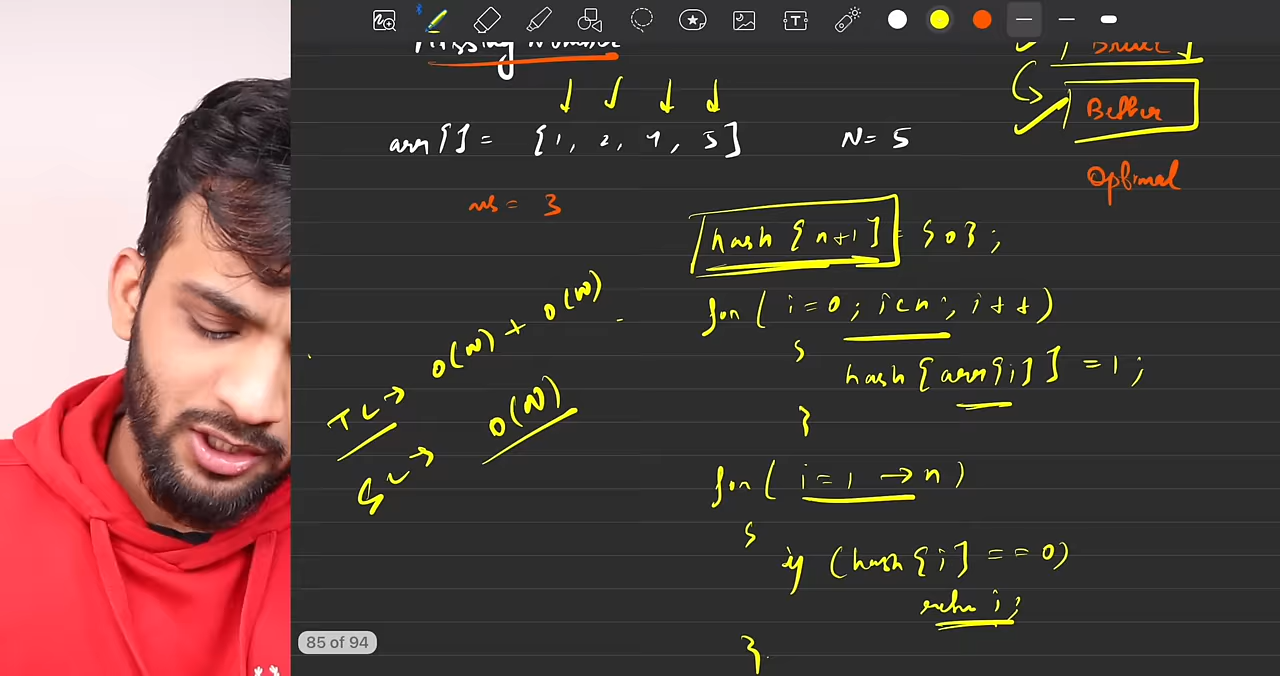 Missing Number
Brute
arr[] = {1, 2, 4, 5}
N = 5
Better
Optimal
ans = 3
hash [n+1] = {0};
for ( i = 0; i < n; i++)
{
hash [arr[i]] = 1;
}
for ( i = 1 → n)
{
if (hash [i] == 0)
return i;
}
TC → O(N) + O(N)
SC → O(N)
85 of 94